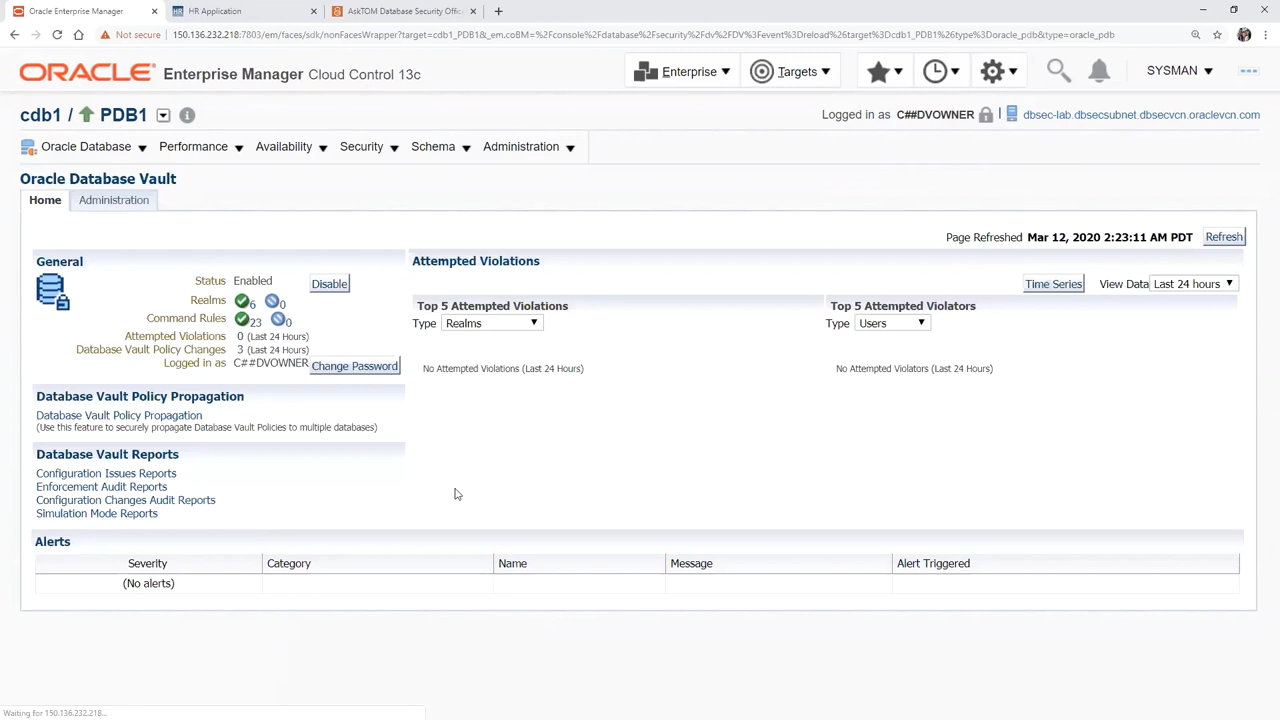 Oracle Enterprise Manager
HR Application
AskTOM Database Security Offic
Not secure
150.136.232.218:7803/em/faces/sdk/nonFacesWrapper?target=cdb1_PDB1&_em.coBM=%2Fconsole%2Fdatabase%2Fsecurity%2Fdv%2FDV%3Fevent%3Dreload%26target%3Dcdb1_PDB1%26type%3Doracle_pdb&type=oracle_pdb
ORACLE Enterprise Manager Cloud Control 13c
Enterprise
Targets
SYSMAN
cdb1 / PDB1
Logged in as C##DVOWNER
dbsec-lab.dbsecsubnet.dbsecvcn.oraclevcn.com
Oracle Database Performance Availability Security Schema Administration
Oracle Database Vault
Home Administration
Page Refreshed Mar 12, 2020 2:23:11 AM PDT Refresh
General
Status Enabled Disable
Realms 6 0
Command Rules 23 0
Attempted Violations 0 (Last 24 Hours)
Database Vault Policy Changes 3 (Last 24 Hours)
Logged in as C##DVOWNER Change Password
Attempted Violations
Time Series View Data Last 24 hours
Top 5 Attempted Violations
Type Realms
No Attempted Violations (Last 24 Hours)
Top 5 Attempted Violators
Type Users
No Attempted Violators (Last 24 Hours)
Database Vault Policy Propagation
Database Vault Policy Propagation
(Use this feature to securely propagate Database Vault Policies to multiple databases)
Database Vault Reports
Configuration Issues Reports
Enforcement Audit Reports
Configuration Changes Audit Reports
Simulation Mode Reports
Alerts
Severity Category Name Message Alert Triggered
(No alerts)
Waiting for 150.136.232.218...